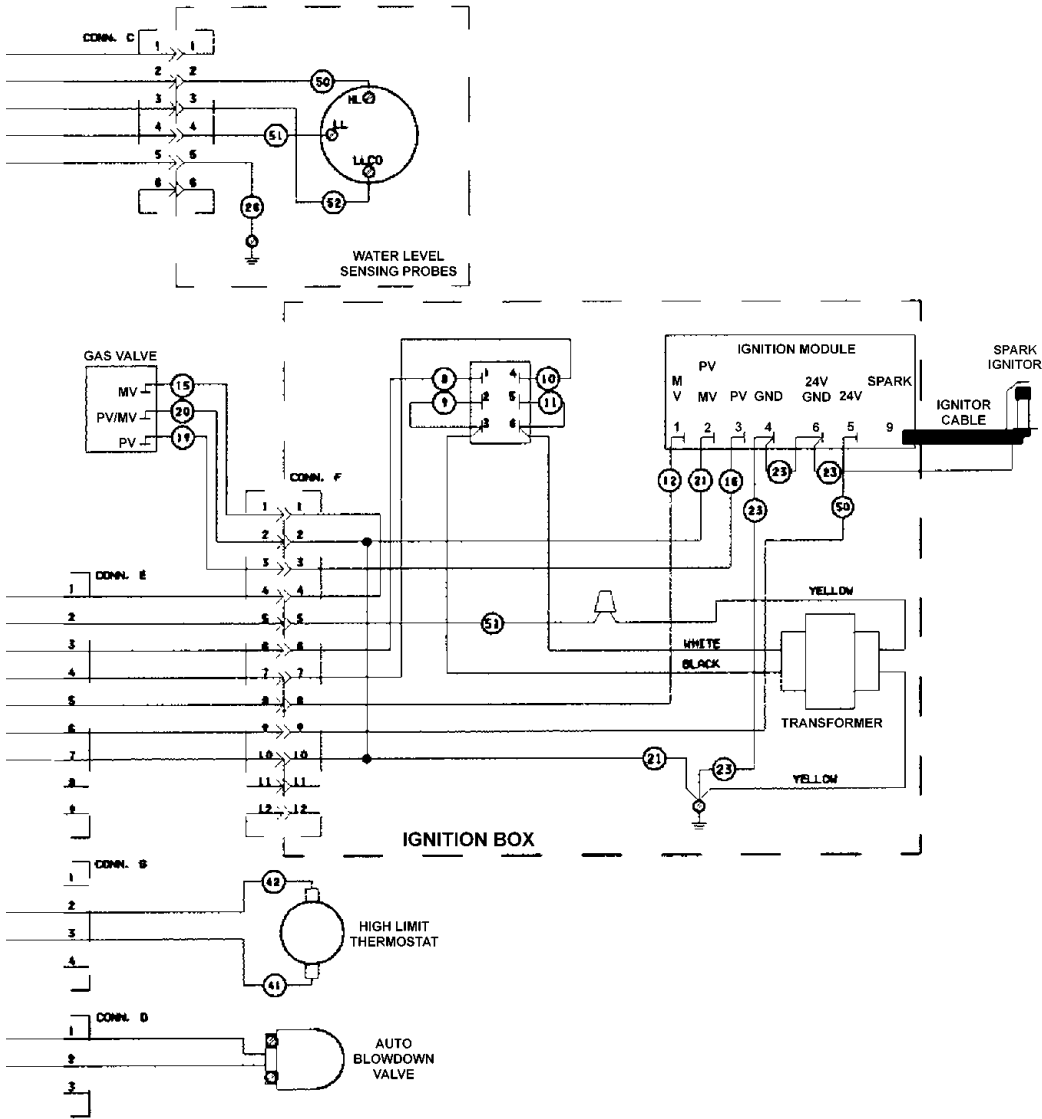 CONN. C
1 1
2 2
3 3
4 4
5 5
6 6
50
HL
LL
51
LLCO
52
26
WATER LEVEL
SENSING PROBES
GAS VALVE
MV
PV/MV
PV
15
20
19
8
9
10
11
1 4
2 5
3 6
IGNITION MODULE
PV
M
V
MV
PV
GND
24V
GND
24V
SPARK
1 2 3 4 6 5 9
SPARK
IGNITOR
IGNITOR
CABLE
12
21
16
23
23
23
50
CONN. F
1 1
2 2
3 3
4 4
5 5
6 6
7 7
8 8
9 9
10 10
11 11
12 12
CONN. E
1
2
3
4
5
6
7
8
9
51
YELLOW
WHITE
BLACK
TRANSFORMER
21
23
YELLOW
IGNITION BOX
CONN.
1
2
3
4
42
41
HIGH LIMIT
THERMOSTAT
CONN. D
1
2
3
AUTO
BLOWDOWN
VALVE